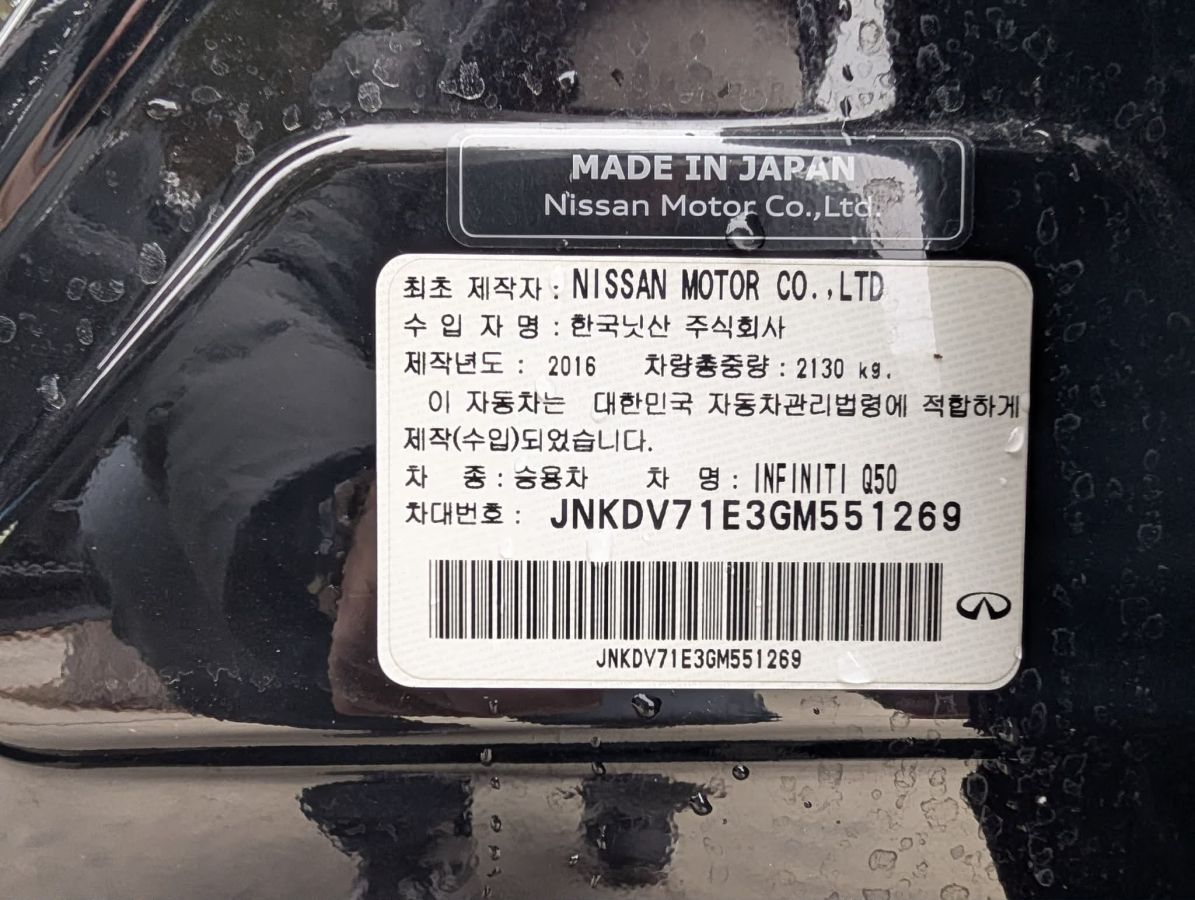 MADE IN JAPAN
Nissan Motor Co.,Ltd.
최초 제작자 : NISSAN MOTOR CO.,LTD
수 입 자 명 : 한국닛산 주식회사
제작년도 : 2016 차량총중량 : 2130 kg.
이 자동차는 대한민국 자동차관리법령에 적합하게
제작(수입)되었습니다.
차 종 : 승용차 차 명 : INFINITI Q50
차대번호 : JNKDV71E3GM551269
JNKDV71E3GM551269